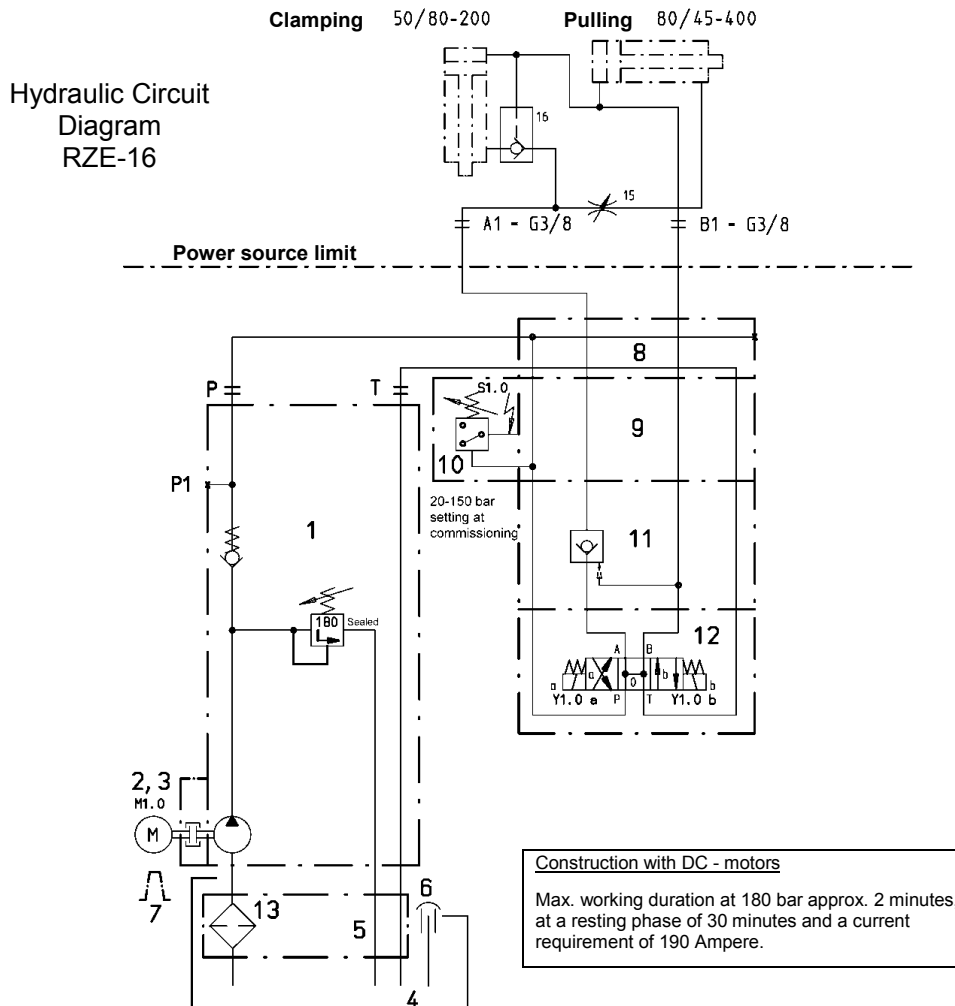 Clamping 50/80-200 Pulling 80/45-400
Hydraulic Circuit
Diagram
RZE-16
16
15
A1 - G3/8 B1 - G3/8
Power source limit
8
P T
S1.0
9
10
P1
20-150 bar
setting at
commissioning
1
11
180 Sealed
12
A B
a a 0 b b
Y1.0 a P T Y1.0 b
2, 3
M1.0
M
7
13
5
6
4
Construction with DC - motors
Max. working duration at 180 bar approx. 2 minutes,
at a resting phase of 30 minutes and a current
requirement of 190 Ampere.